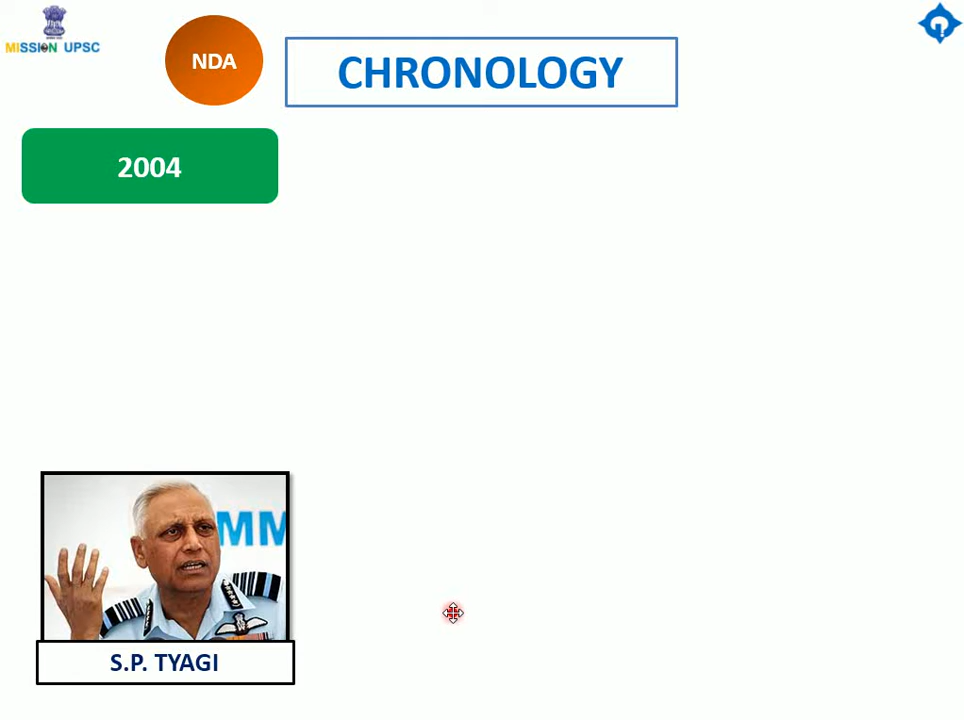 MISSION UPSC
NDA
CHRONOLOGY
2004
MM
S.P. TYAGI